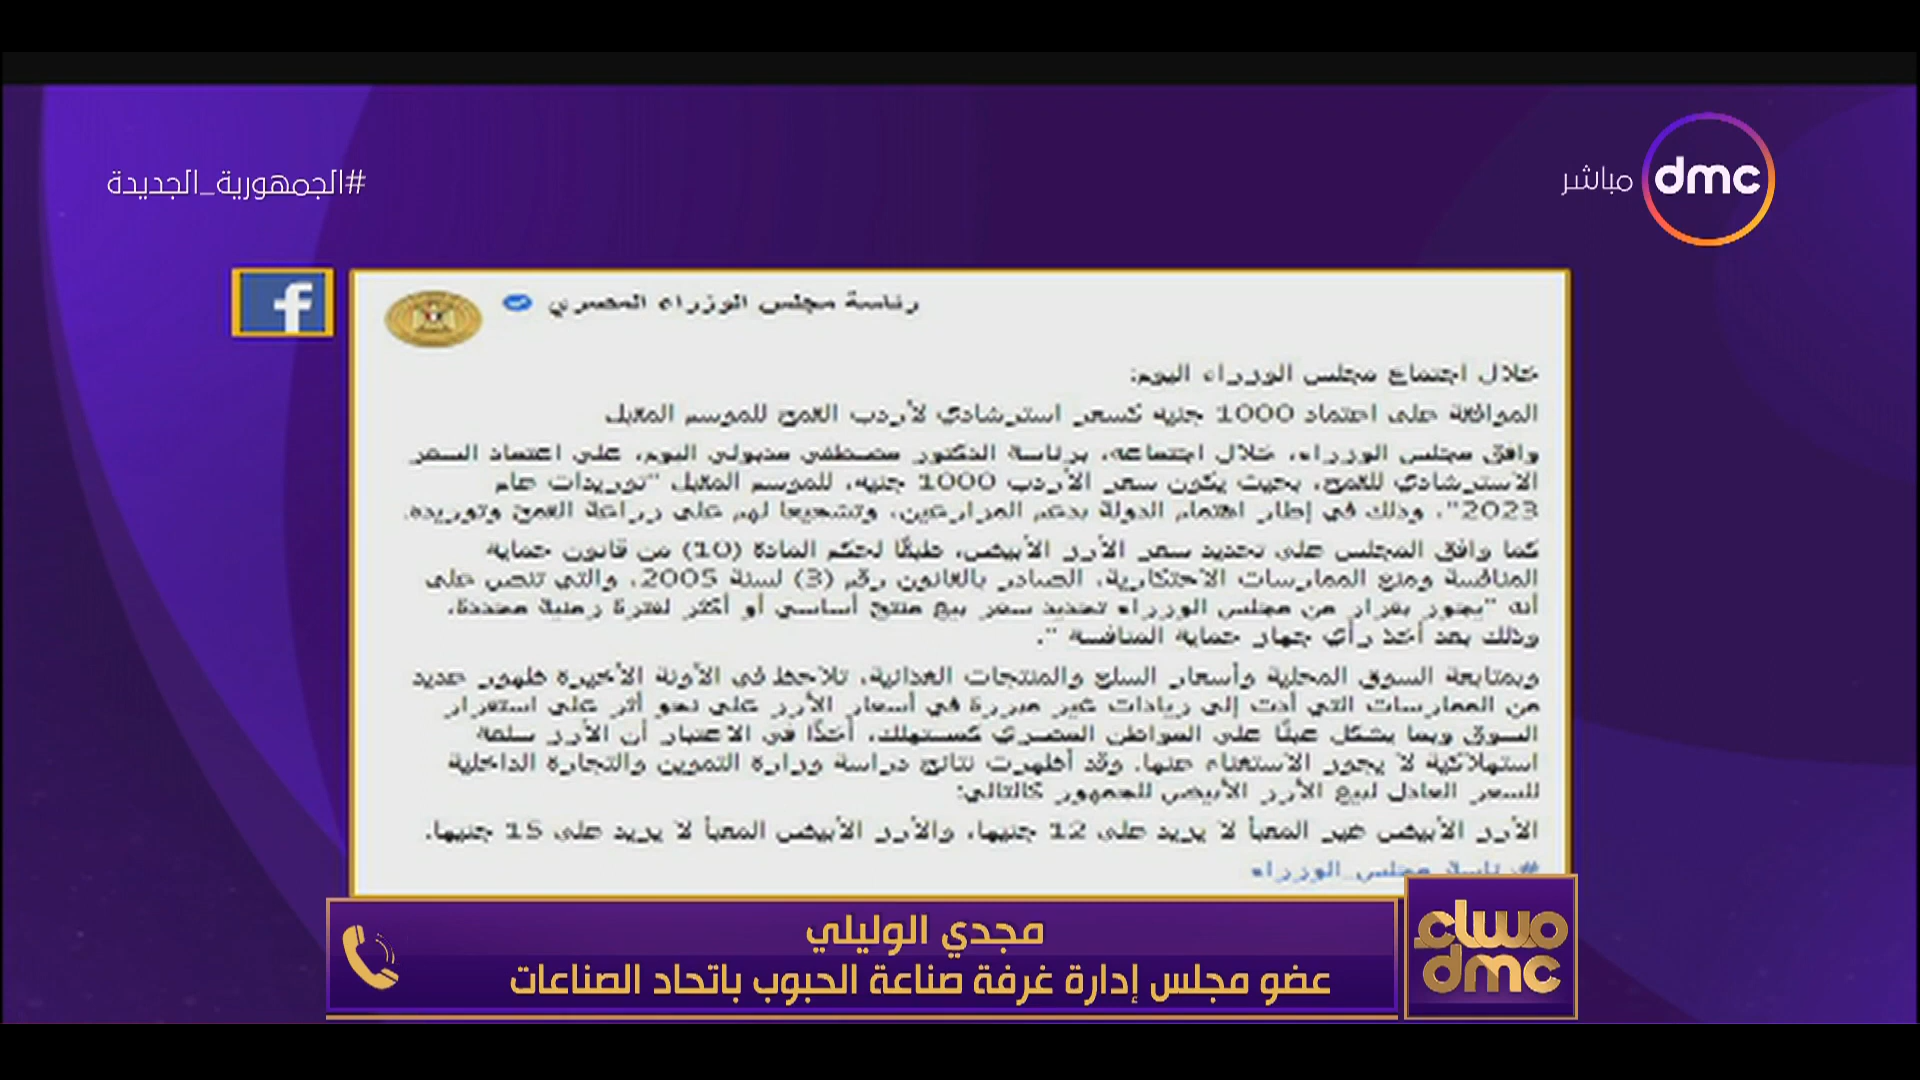 #الجمهورية_الجديدة
مباشر
dmc
رئاسة مجلس الوزراء المصري
خلال اجتماع مجلس الوزراء اليوم:
الموافقة على اعتماد 1000 جنيه كسعر استرشادي لأردب القمح للموسم المقبل
وافق مجلس الوزراء، خلال اجتماعه، برئاسة الدكتور مصطفى مدبولي اليوم، على اعتماد السعر
الاسترشادي للقمح، بحيث يكون سعر الأردب 1000 جنيه، للموسم المقبل "توريدات عام
2023"، وذلك في إطار اهتمام الدولة بدعم المزارعين، وتشجيعا لهم على زراعة القمح وتوريده.
كما وافق المجلس على تحديد سعر الأرز الأبيض، طبقًا لحكم المادة (10) من قانون حماية
المنافسة ومنع الممارسات الاحتكارية، الصادر بالقانون رقم (3) لسنة 2005، والتي تنص على
أنه "يجوز بقرار من مجلس الوزراء تحديد سعر بيع منتج أساسي أو أكثر لفترة زمنية محددة،
وذلك بعد أخذ رأي جهاز حماية المنافسة ".
وبمتابعة السوق المحلية وأسعار السلع والمنتجات الغذائية، تلاحظ في الآونة الأخيرة ظهور عديد
من الممارسات التي أدت إلى زيادات غير مبررة في أسعار الأرز على نحو أثر على استقرار
السوق وبما يشكل عبئًا على المواطن المصري كمستهلك، أخذًا في الاعتبار أن الأرز سلعة
استهلاكية لا يجوز الاستغناء عنها. وقد أظهرت نتائج دراسة وزارة التموين والتجارة الداخلية
للسعر العادل لبيع الأرز الأبيض للجمهور كالتالي:
الأرز الأبيض غير المعبأ لا يزيد على 12 جنيها، والأرز الأبيض المعبأ لا يزيد على 15 جنيها.
#رئاسة_مجلس_الوزراء
مجدي الوليلي
عضو مجلس إدارة غرفة صناعة الحبوب باتحاد الصناعات
مساء
dmc